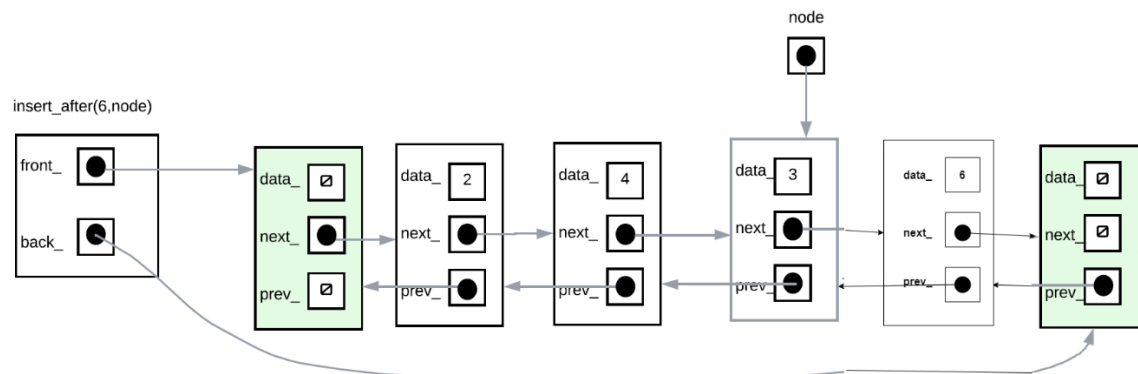 node
insert_after(6,node)
front_
back_
data_ ∅
next_
prev_ ∅
data_ 2
next_
prev_
data_ 4
next_
prev_
data_ 3
next_
prev_
data_ 6
next_
prev_
data_ ∅
next_ ∅
prev_